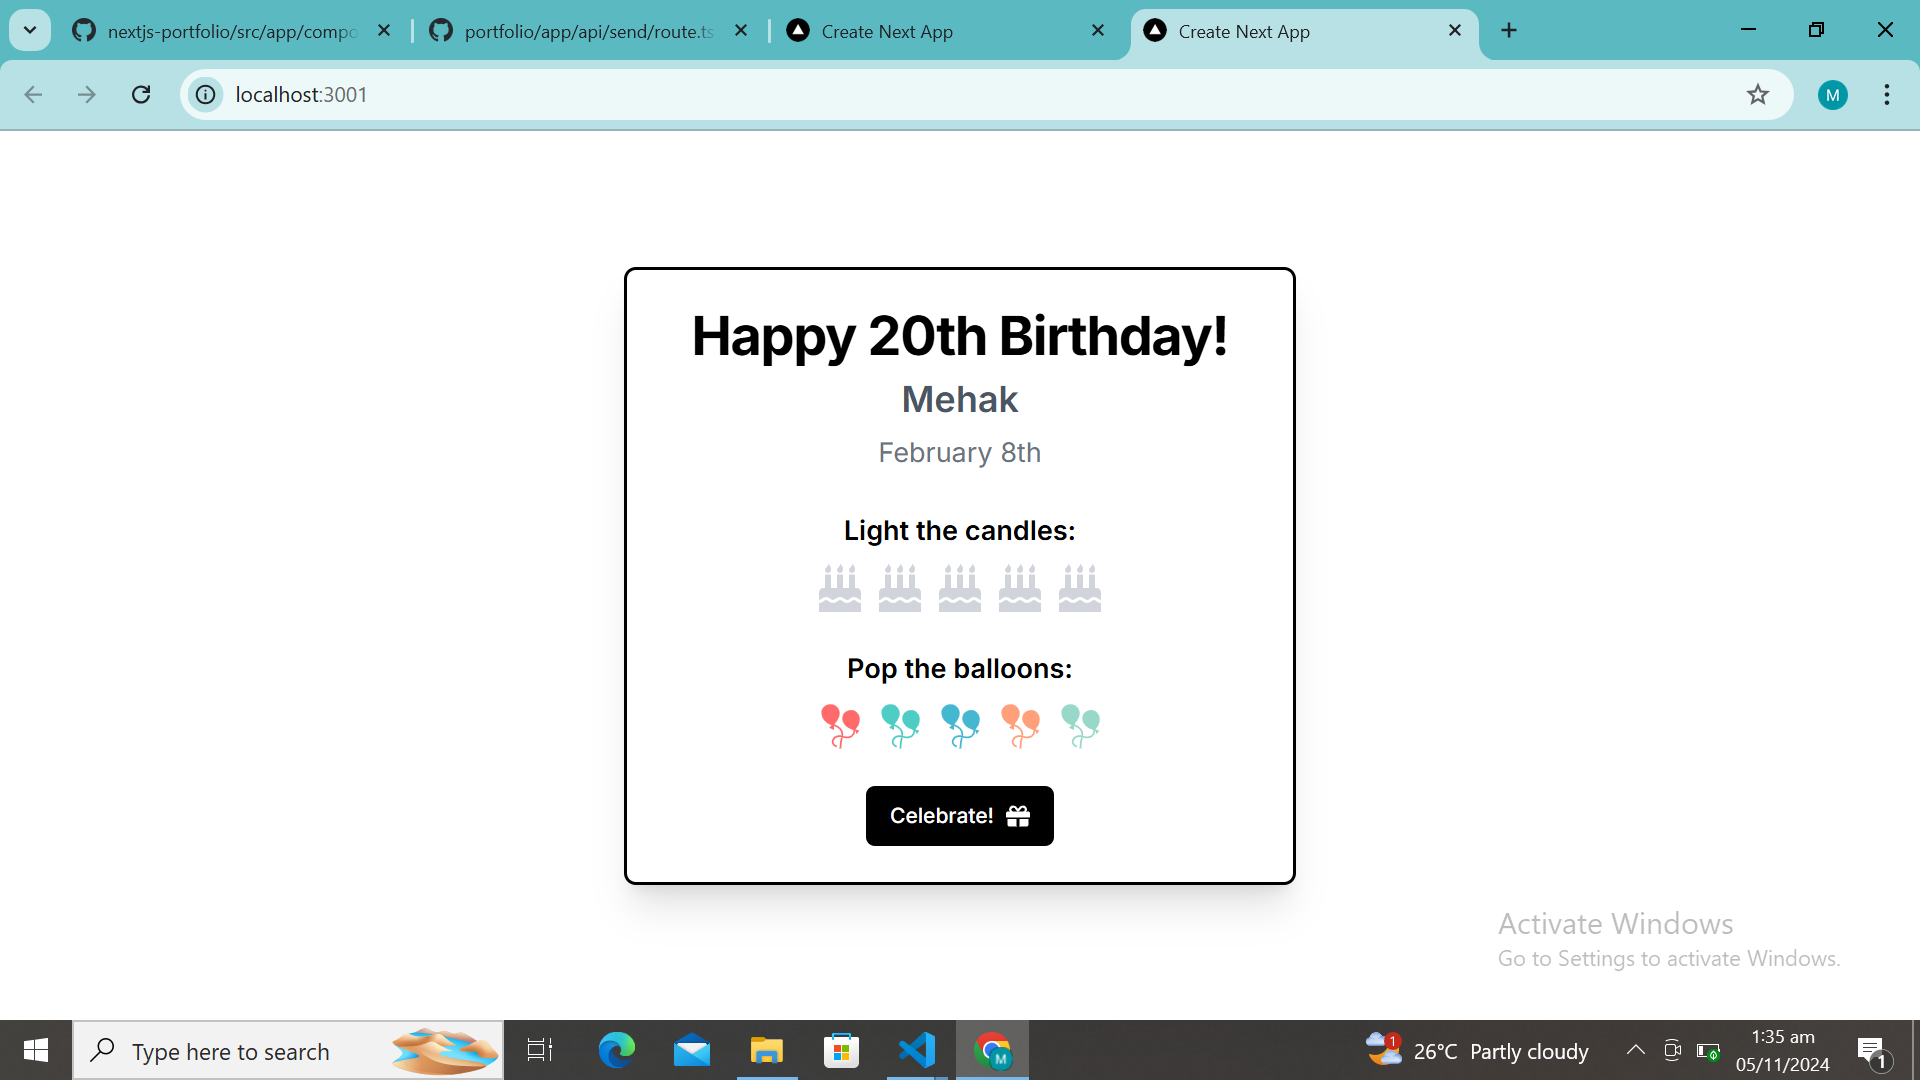 nextjs-portfolio/src/app/compo
portfolio/app/api/send/route.ts
Create Next App
Create Next App
localhost:3001
M
Happy 20th Birthday!
Mehak
February 8th
Light the candles:
Pop the balloons:
Celebrate!
Activate Windows
Go to Settings to activate Windows.
Type here to search
M
1
26°C Partly cloudy
1:35 am
05/11/2024
1